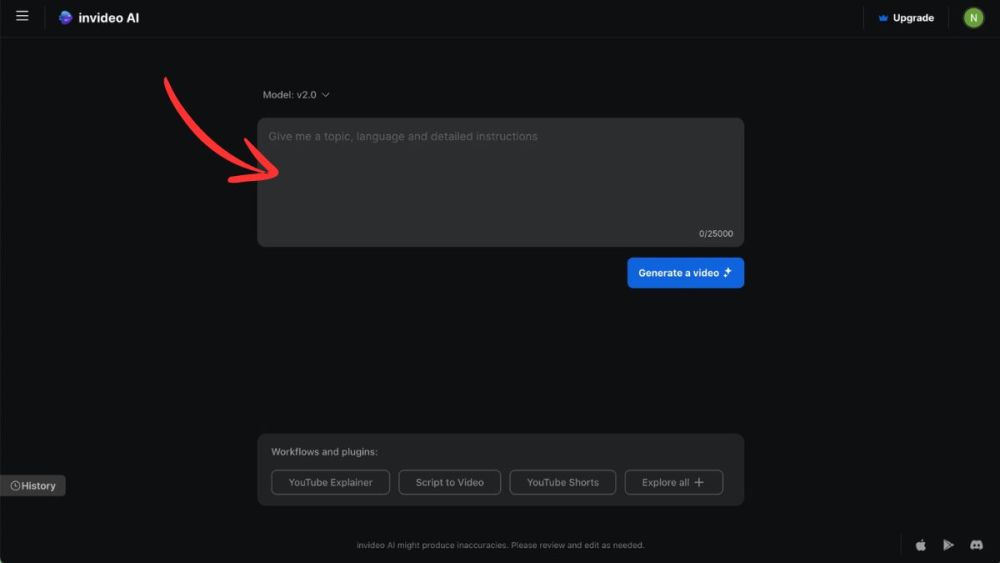 invideo AI
Upgrade
N
Model: v2.0
Give me a topic, language and detailed instructions
0/25000
Generate a video
Workflows and plugins:
YouTube Explainer
Script to Video
YouTube Shorts
Explore all +
History
invideo AI might produce inaccuracies. Please review and edit as needed.